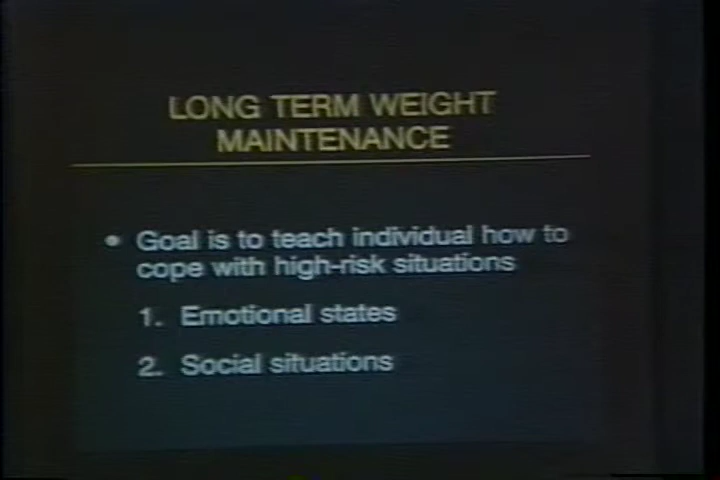 LONG TERM WEIGHT
MAINTENANCE
• Goal is to teach individual how to
cope with high-risk situations
1. Emotional states
2. Social situations